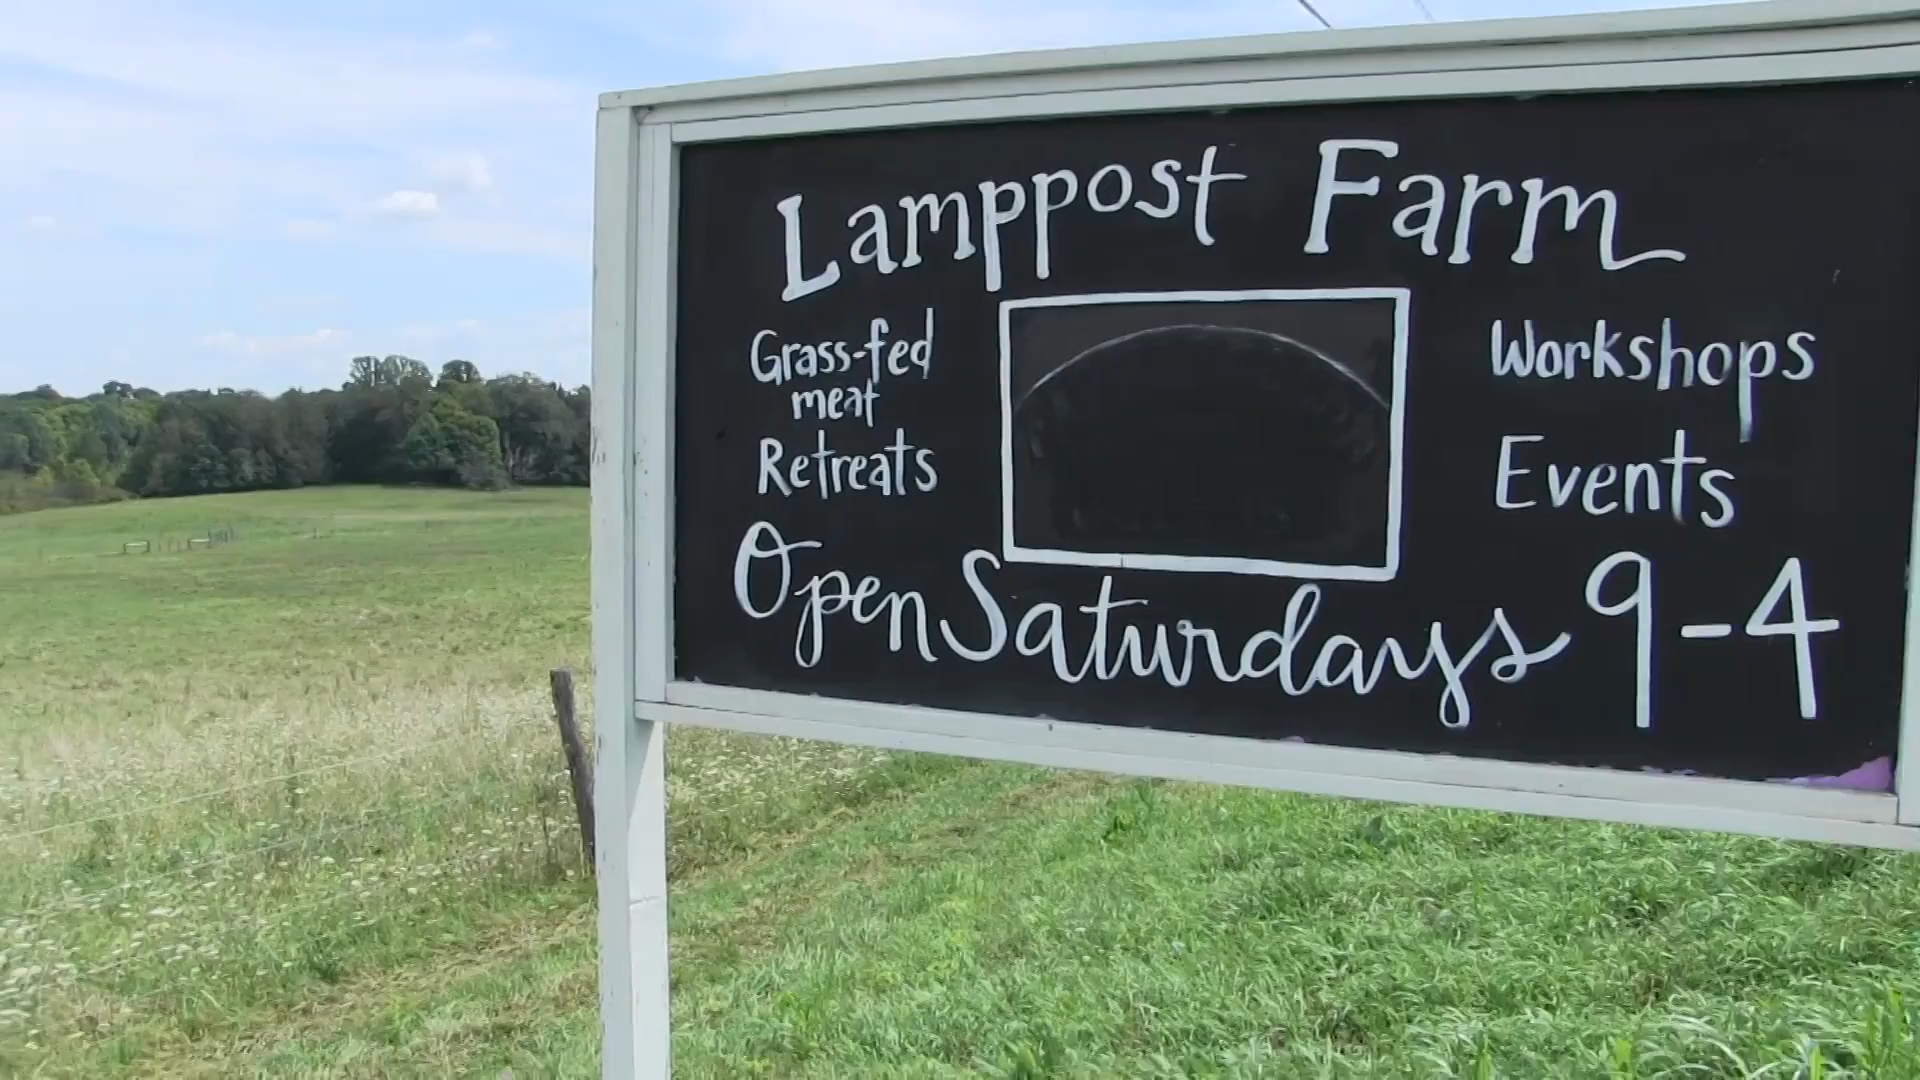 Lamppost Farm
Grass-fed
meat
Retreats
Workshops
Events
Open Saturdays 9-4